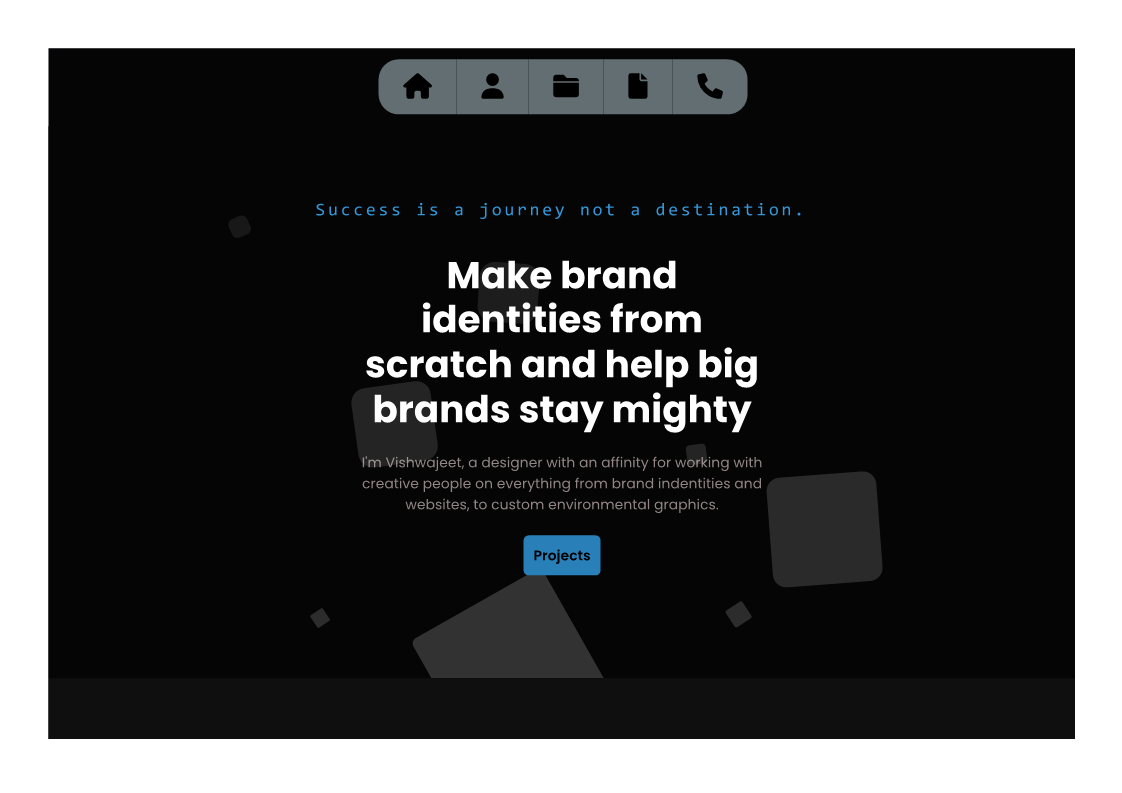 Success is a journey not a destination.
Make brand
identities from
scratch and help big
brands stay mighty
I'm Vishwajeet, a designer with an affinity for working with
creative people on everything from brand indentities and
websites, to custom environmental graphics.
Projects